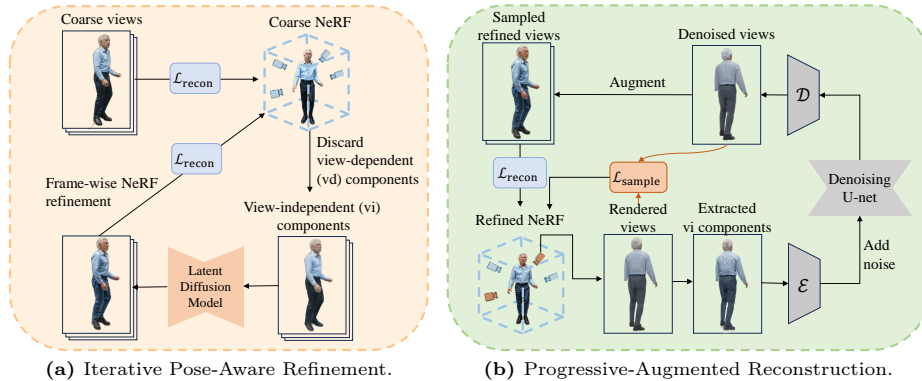 Coarse views
Coarse NeRF
ℒrecon
Discard
view-dependent
(vd) components
ℒrecon
Frame-wise NeRF
refinement
View-independent (vi)
components
Latent
Diffusion
Model
(a) Iterative Pose-Aware Refinement.
Sampled
refined views
Denoised views
Augment
𝒟
ℒrecon
ℒsample
Denoising
U-net
Refined NeRF
Rendered
views
Extracted
vi components
Add
noise
ℰ
(b) Progressive-Augmented Reconstruction.